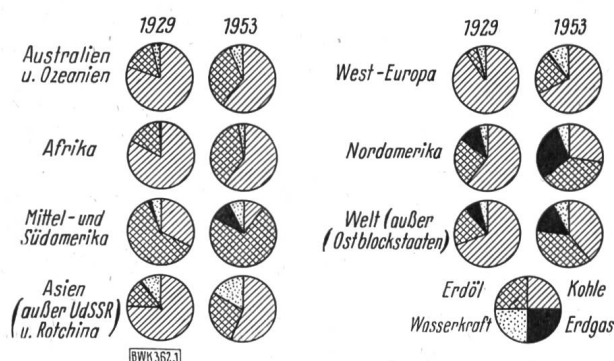 1929 1953
Australien
u. Ozeanien
Afrika
Mittel- und
Südamerika
Asien
(außer UdSSR
u. Rotchina)
BWK 362.1
1929 1953
West-Europa
Nordamerika
Welt (außer
(Ostblockstaaten)
Erdöl Kohle
Wasserkraft Erdgas